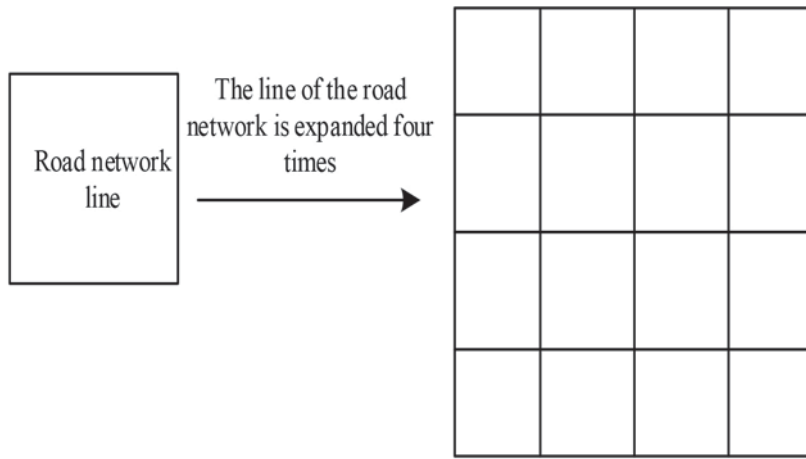 Road network
line
The line of the road
network is expanded four
times